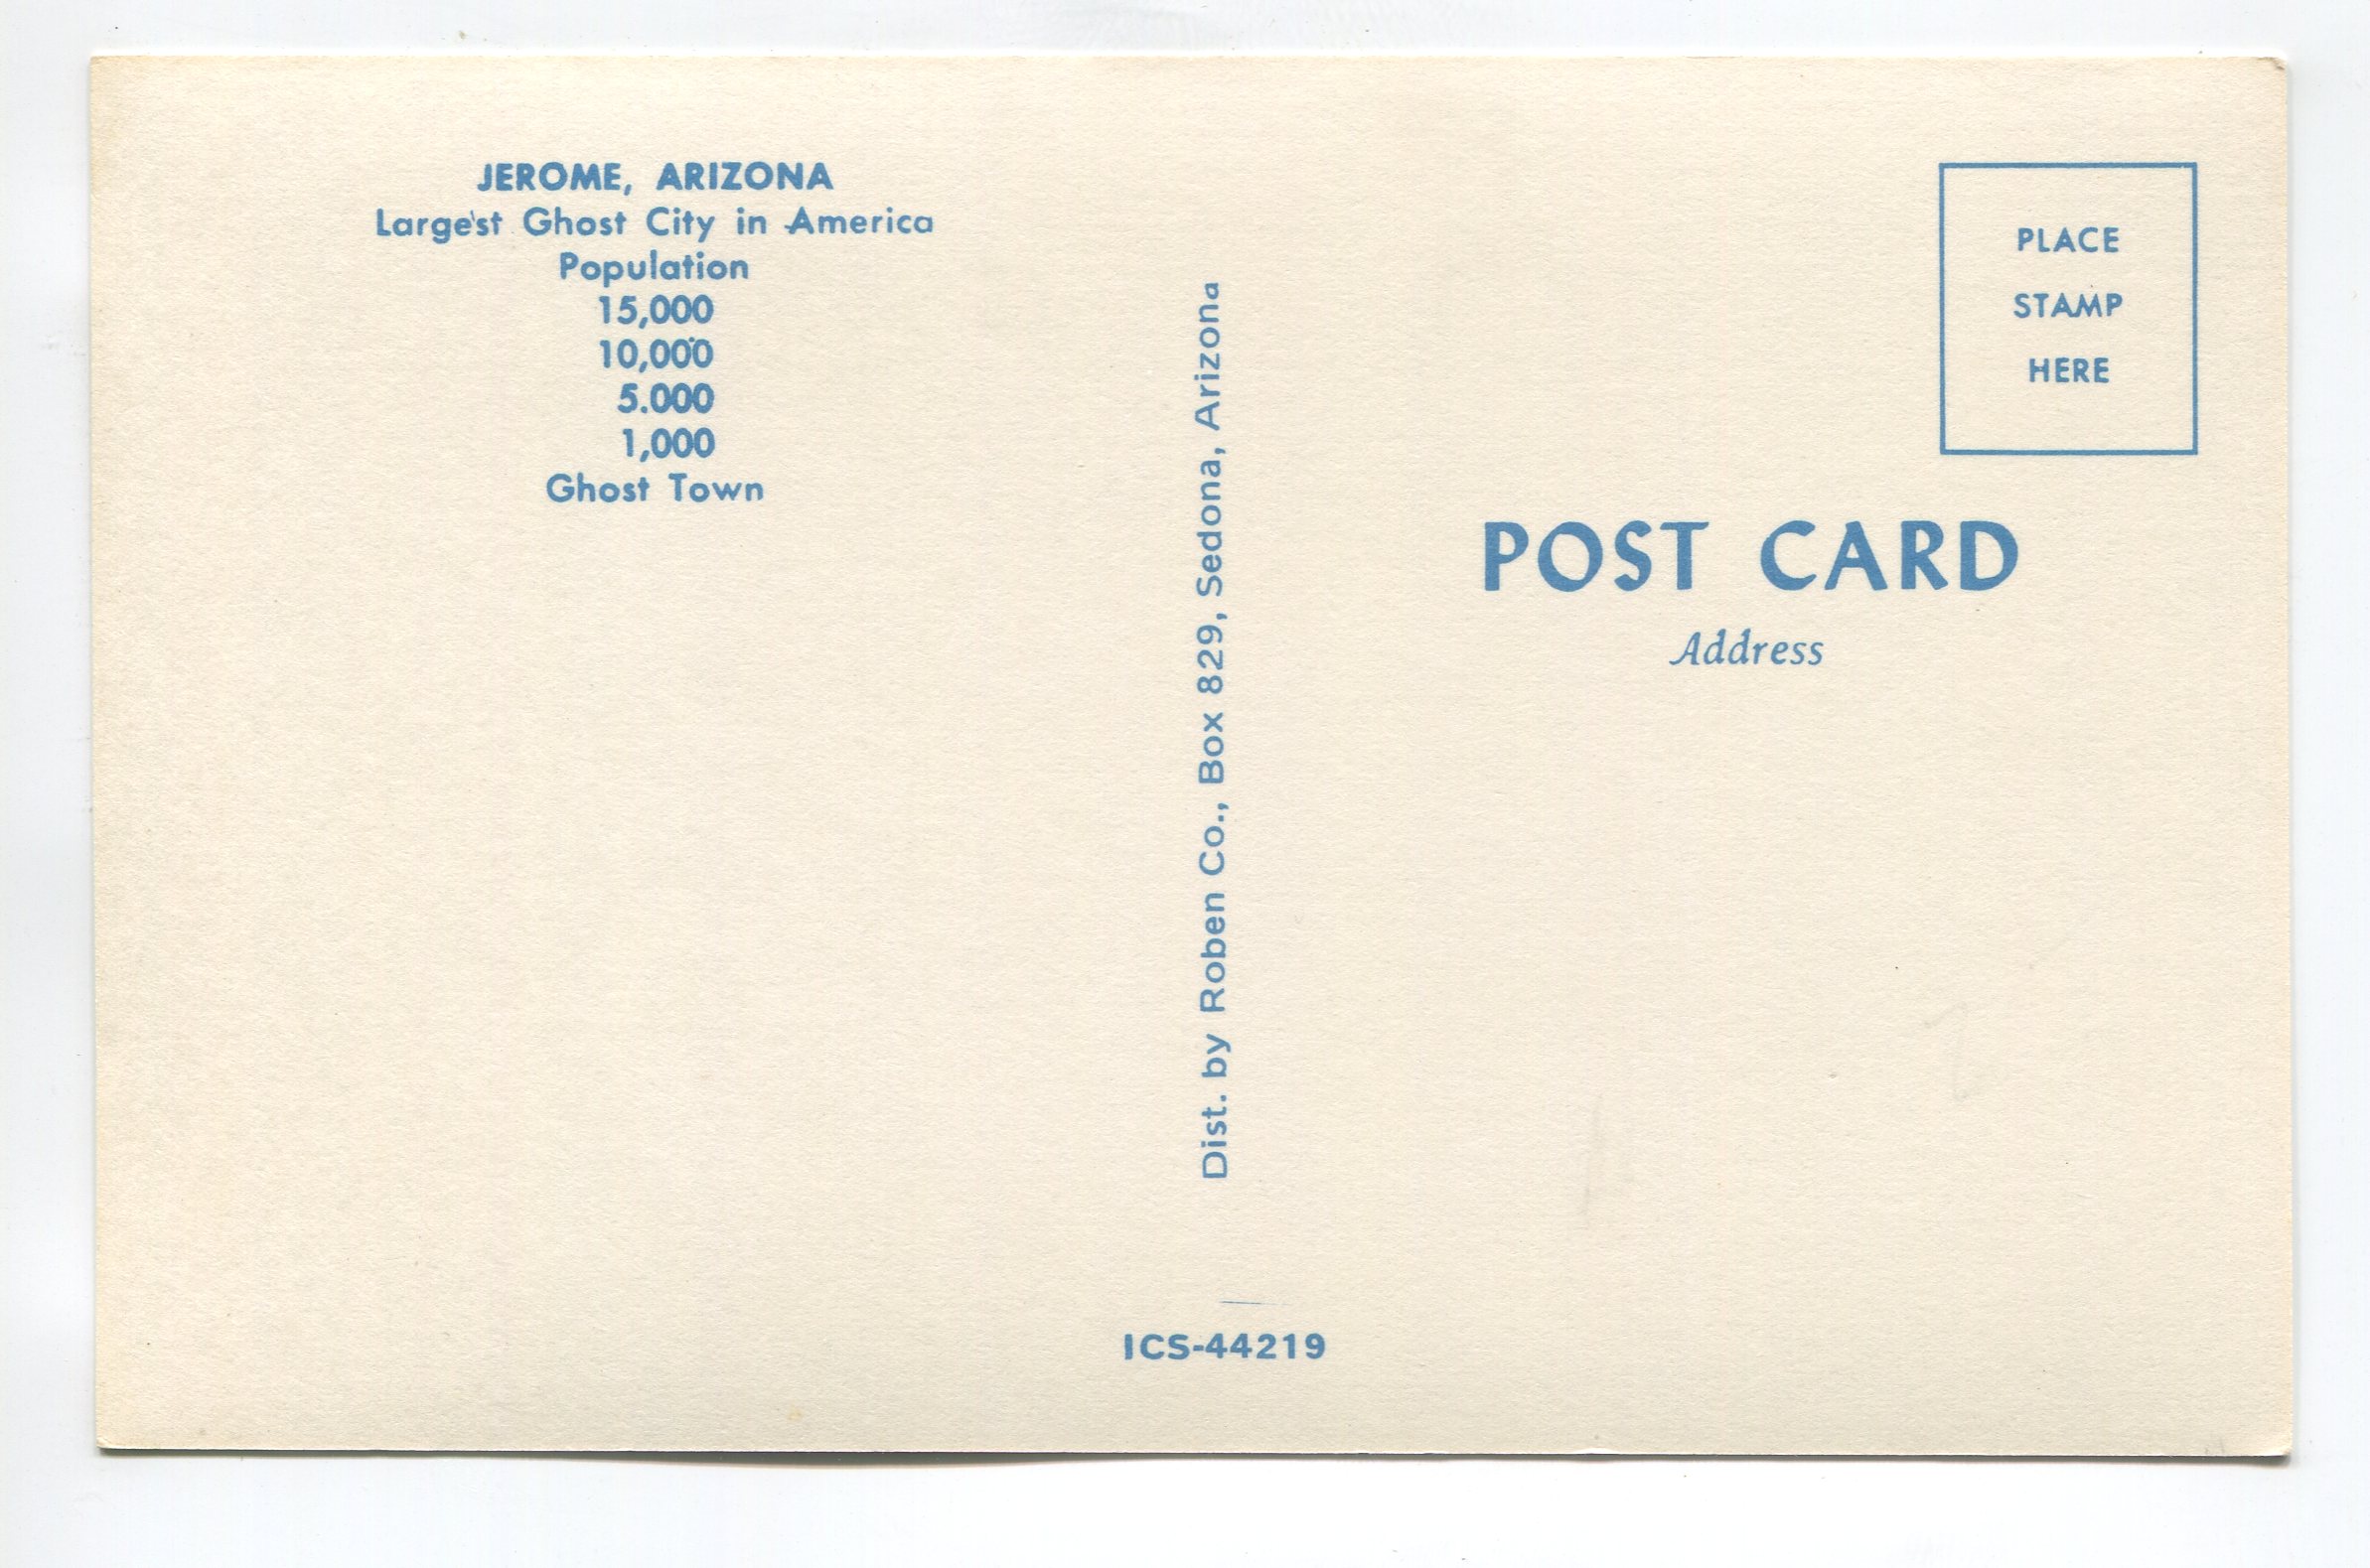 JEROME, ARIZONA
Largest Ghost City in America
Population
15,000
10,000
5.000
1,000
Ghost Town
Dist. by Roben Co., Box 829, Sedona, Arizona
PLACE
STAMP
HERE
POST CARD
Address
ICS-44219